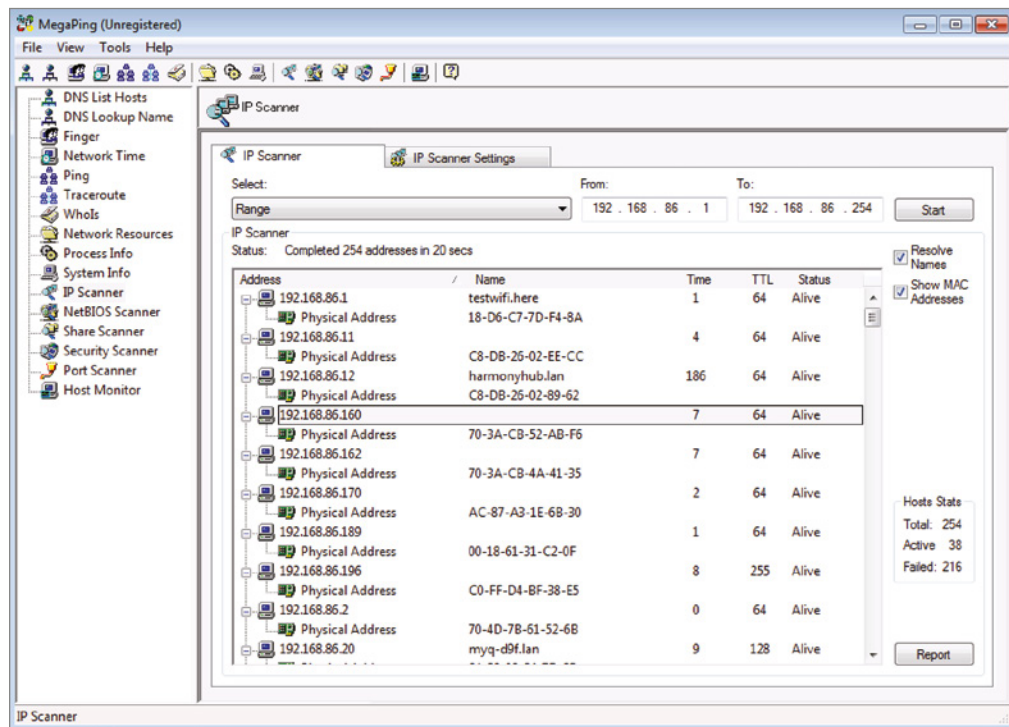 MegaPing (Unregistered)
File View Tools Help
DNS List Hosts
DNS Lookup Name
Finger
Network Time
Ping
Traceroute
WhoIs
Network Resources
Process Info
System Info
IP Scanner
NetBIOS Scanner
Share Scanner
Security Scanner
Port Scanner
Host Monitor
IP Scanner
IP Scanner IP Scanner Settings
Select: From: To:
Range 192 . 168 . 86 . 1 192 . 168 . 86 . 254 Start
IP Scanner
Status: Completed 254 addresses in 20 secs
Resolve Names
Show MAC Addresses
Address Name Time TTL Status
192.168.86.1 testwifi.here 1 64 Alive
Physical Address 18-D6-C7-7D-F4-8A
192.168.86.11 4 64 Alive
Physical Address C8-DB-26-02-EE-CC
192.168.86.12 harmonyhub.lan 186 64 Alive
Physical Address C8-DB-26-02-89-62
192.168.86.160 7 64 Alive
Physical Address 70-3A-CB-52-AB-F6
192.168.86.162 7 64 Alive
Physical Address 70-3A-CB-4A-41-35
192.168.86.170 2 64 Alive
Physical Address AC-87-A3-1E-6B-30
192.168.86.189 1 64 Alive
Physical Address 00-18-61-31-C2-0F
192.168.86.196 8 255 Alive
Physical Address C0-FF-D4-BF-38-E5
192.168.86.2 0 64 Alive
Physical Address 70-4D-7B-61-52-6B
192.168.86.20 myq-d9f.lan 9 128 Alive
Hosts Stats
Total: 254
Active 38
Failed: 216
Report
IP Scanner